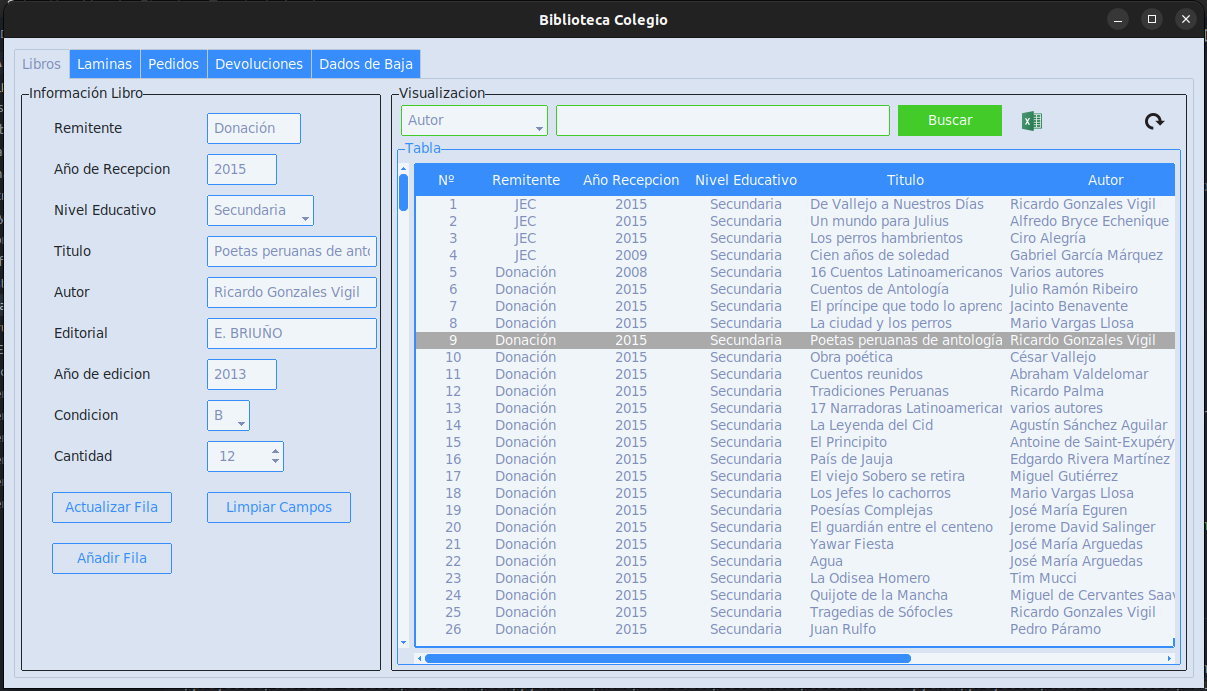 Biblioteca Colegio
Libros Laminas Pedidos Devoluciones Dados de Baja
Información Libro
Remitente Donación
Año de Recepcion 2015
Nivel Educativo Secundaria
Titulo Poetas peruanas de anto
Autor Ricardo Gonzales Vigil
Editorial E. BRIUÑO
Año de edicion 2013
Condicion B
Cantidad 12
Actualizar Fila Limpiar Campos
Añadir Fila
Visualizacion
Autor Buscar
Tabla
Nº Remitente Año Recepcion Nivel Educativo Titulo Autor
1 JEC 2015 Secundaria De Vallejo a Nuestros Días Ricardo Gonzales Vigil
2 JEC 2015 Secundaria Un mundo para Julius Alfredo Bryce Echenique
3 JEC 2015 Secundaria Los perros hambrientos Ciro Alegría
4 JEC 2009 Secundaria Cien años de soledad Gabriel García Márquez
5 Donación 2008 Secundaria 16 Cuentos Latinoamericanos Varios autores
6 Donación 2015 Secundaria Cuentos de Antología Julio Ramón Ribeiro
7 Donación 2015 Secundaria El príncipe que todo lo aprend Jacinto Benavente
8 Donación 2015 Secundaria La ciudad y los perros Mario Vargas Llosa
9 Donación 2015 Secundaria Poetas peruanas de antología Ricardo Gonzales Vigil
10 Donación 2015 Secundaria Obra poética César Vallejo
11 Donación 2015 Secundaria Cuentos reunidos Abraham Valdelomar
12 Donación 2015 Secundaria Tradiciones Peruanas Ricardo Palma
13 Donación 2015 Secundaria 17 Narradoras Latinoamerican varios autores
14 Donación 2015 Secundaria La Leyenda del Cid Agustín Sánchez Aguilar
15 Donación 2015 Secundaria El Principito Antoine de Saint-Exupéry
16 Donación 2015 Secundaria País de Jauja Edgardo Rivera Martínez
17 Donación 2015 Secundaria El viejo Sobero se retira Miguel Gutiérrez
18 Donación 2015 Secundaria Los Jefes lo cachorros Mario Vargas Llosa
19 Donación 2015 Secundaria Poesías Complejas José María Eguren
20 Donación 2015 Secundaria El guardián entre el centeno Jerome David Salinger
21 Donación 2015 Secundaria Yawar Fiesta José María Arguedas
22 Donación 2015 Secundaria Agua José María Arguedas
23 Donación 2015 Secundaria La Odisea Homero Tim Mucci
24 Donación 2015 Secundaria Quijote de la Mancha Miguel de Cervantes Saav
25 Donación 2015 Secundaria Tragedias de Sófocles Ricardo Gonzales Vigil
26 Donación 2015 Secundaria Juan Rulfo Pedro Páramo